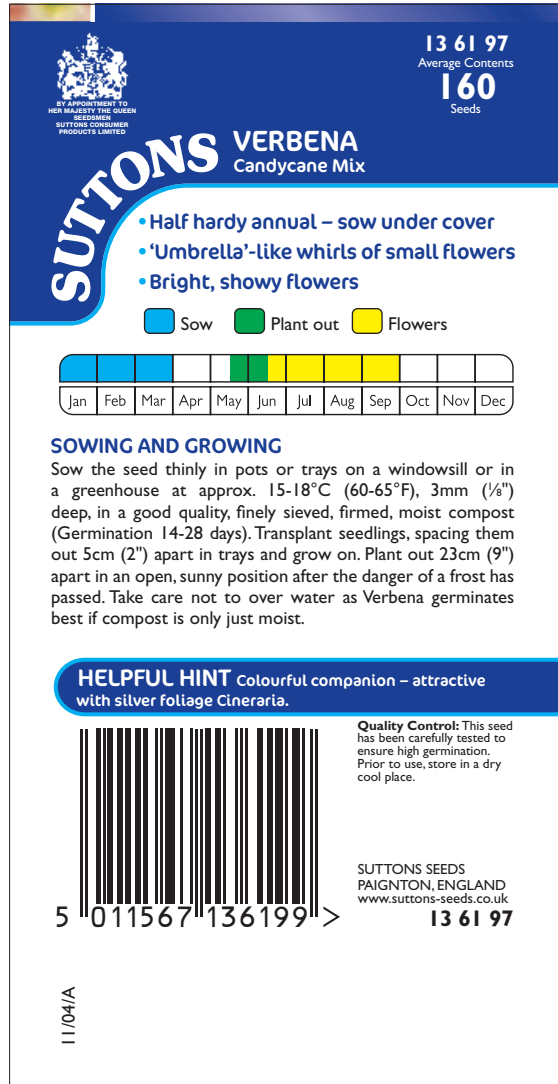 13 61 97
Average Contents
160
Seeds
BY APPOINTMENT TO
HER MAJESTY THE QUEEN
SEEDSMEN
SUTTONS CONSUMER
PRODUCTS LIMITED
SUTTONS
VERBENA
Candycane Mix
• Half hardy annual – sow under cover
• 'Umbrella'-like whirls of small flowers
• Bright, showy flowers
Sow Plant out Flowers
Jan Feb Mar Apr May Jun Jul Aug Sep Oct Nov Dec
SOWING AND GROWING
Sow the seed thinly in pots or trays on a windowsill or in
a greenhouse at approx. 15-18°C (60-65°F), 3mm (⅛")
deep, in a good quality, finely sieved, firmed, moist compost
(Germination 14-28 days). Transplant seedlings, spacing them
out 5cm (2") apart in trays and grow on. Plant out 23cm (9")
apart in an open, sunny position after the danger of a frost has
passed. Take care not to over water as Verbena germinates
best if compost is only just moist.
HELPFUL HINT Colourful companion – attractive
with silver foliage Cineraria.
Quality Control: This seed
has been carefully tested to
ensure high germination.
Prior to use, store in a dry
cool place.
SUTTONS SEEDS
PAIGNTON, ENGLAND
www.suttons-seeds.co.uk
13 61 97
5 011567 136199 >
11/04/A